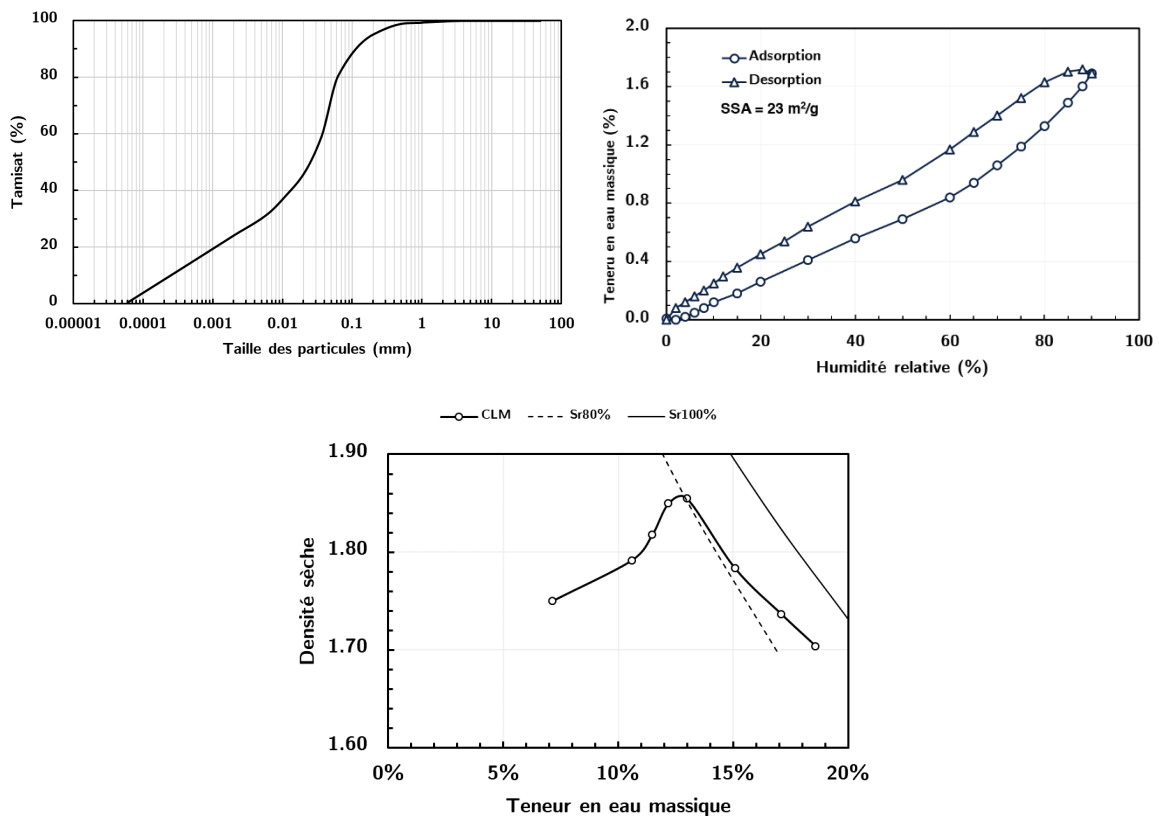 100
80
60
40
20
0
Tamisat (%)
0.00001 0.0001 0.001 0.01 0.1 1 10 100
Taille des particules (mm)
2.0
1.6
1.2
0.8
0.4
0.0
Teneru en eau massique (%)
Adsorption
Desorption
SSA = 23 m²/g
0 20 40 60 80 100
Humidité relative (%)
CLM Sr80% Sr100%
1.90
1.80
1.70
1.60
Densité sèche
0% 5% 10% 15% 20%
Teneur en eau massique